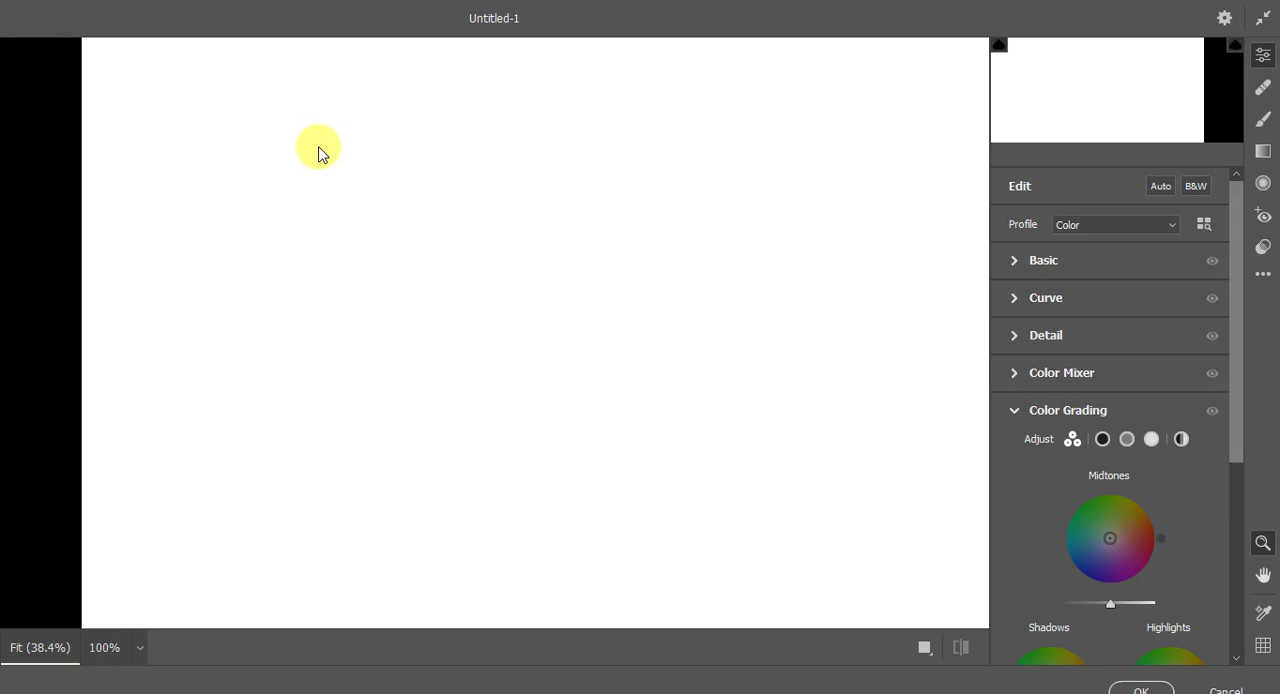 Untitled-1
Edit
Auto
B&W
Profile
Color
Basic
Curve
Detail
Color Mixer
Color Grading
Adjust
Midtones
Shadows
Highlights
Fit (38.4%)
100%
OK
Cancel